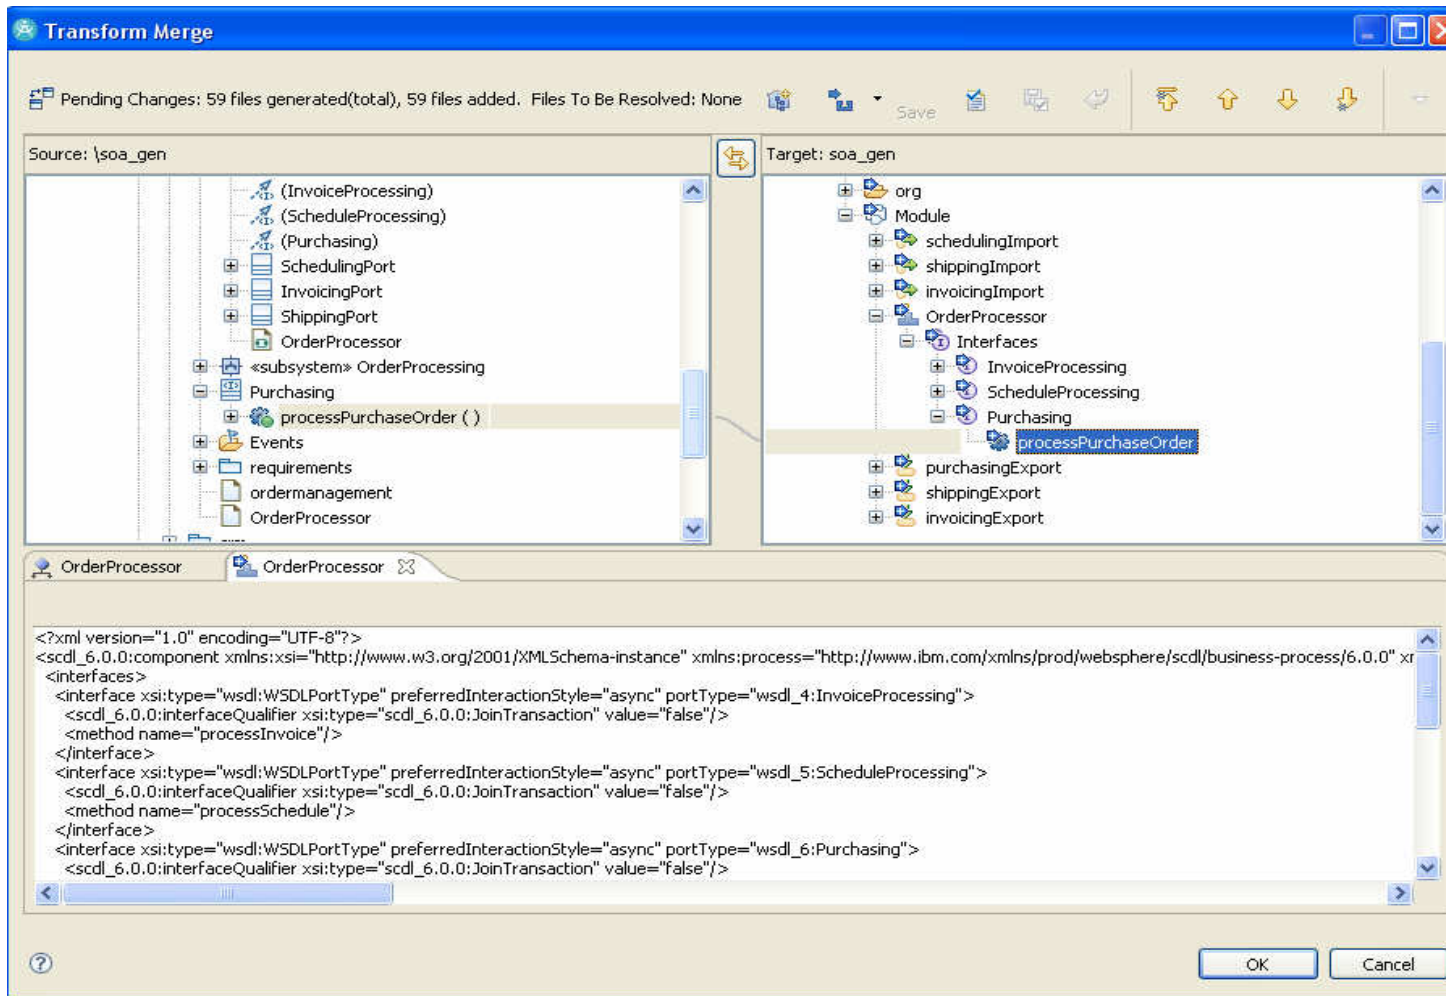 Transform Merge
Pending Changes: 59 files generated(total), 59 files added. Files To Be Resolved: None
Save
Source: \soa_gen
Target: soa_gen
(InvoiceProcessing)
(ScheduleProcessing)
(Purchasing)
SchedulingPort
InvoicingPort
ShippingPort
OrderProcessor
«subsystem» OrderProcessing
Purchasing
processPurchaseOrder ( )
Events
requirements
ordermanagement
OrderProcessor
org
Module
schedulingImport
shippingImport
invoicingImport
OrderProcessor
Interfaces
InvoiceProcessing
ScheduleProcessing
Purchasing
processPurchaseOrder
purchasingExport
shippingExport
invoicingExport
OrderProcessor
OrderProcessor
<?xml version="1.0" encoding="UTF-8"?>
<scdl_6.0.0:component xmlns:xsi="http://www.w3.org/2001/XMLSchema-instance" xmlns:process="http://www.ibm.com/xmlns/prod/websphere/scdl/business-process/6.0.0"
<interfaces>
<interface xsi:type="wsdl:WSDLPortType" preferredInteractionStyle="async" portType="wsdl_4:InvoiceProcessing">
<scdl_6.0.0:interfaceQualifier xsi:type="scdl_6.0.0:JoinTransaction" value="false"/>
<method name="processInvoice"/>
</interface>
<interface xsi:type="wsdl:WSDLPortType" preferredInteractionStyle="async" portType="wsdl_5:ScheduleProcessing">
<scdl_6.0.0:interfaceQualifier xsi:type="scdl_6.0.0:JoinTransaction" value="false"/>
<method name="processSchedule"/>
</interface>
<interface xsi:type="wsdl:WSDLPortType" preferredInteractionStyle="async" portType="wsdl_6:Purchasing">
<scdl_6.0.0:interfaceQualifier xsi:type="scdl_6.0.0:JoinTransaction" value="false"/>
OK
Cancel